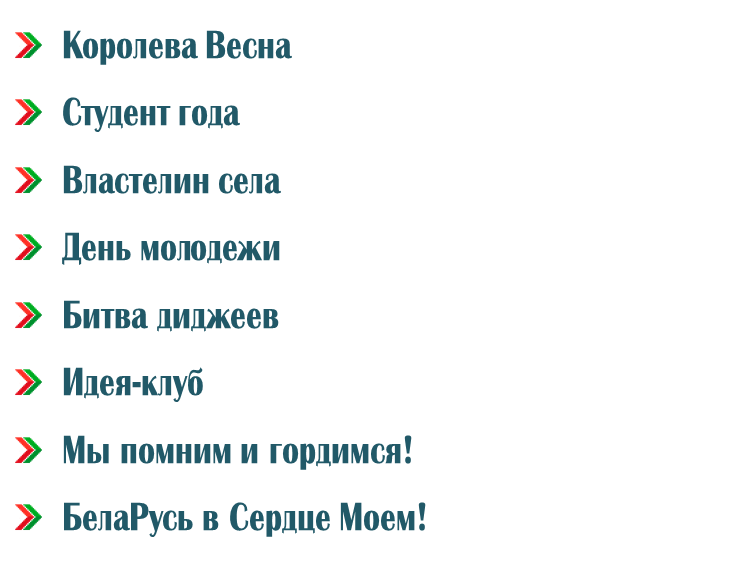 Королева Весна
Студент года
Властелин села
День молодежи
Битва диджеев
Идея-клуб
Мы помним и гордимся!
БелаРусь в Сердце Моем!